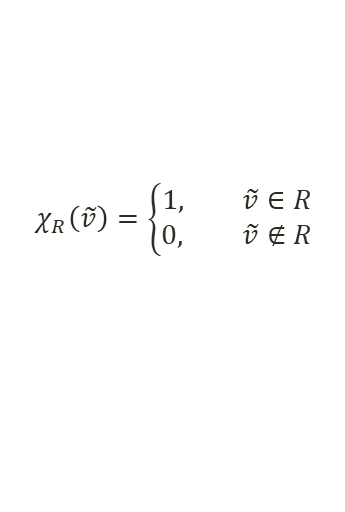 χ_R(ṽ) = {1, ṽ ∈ R
0, ṽ ∉ R